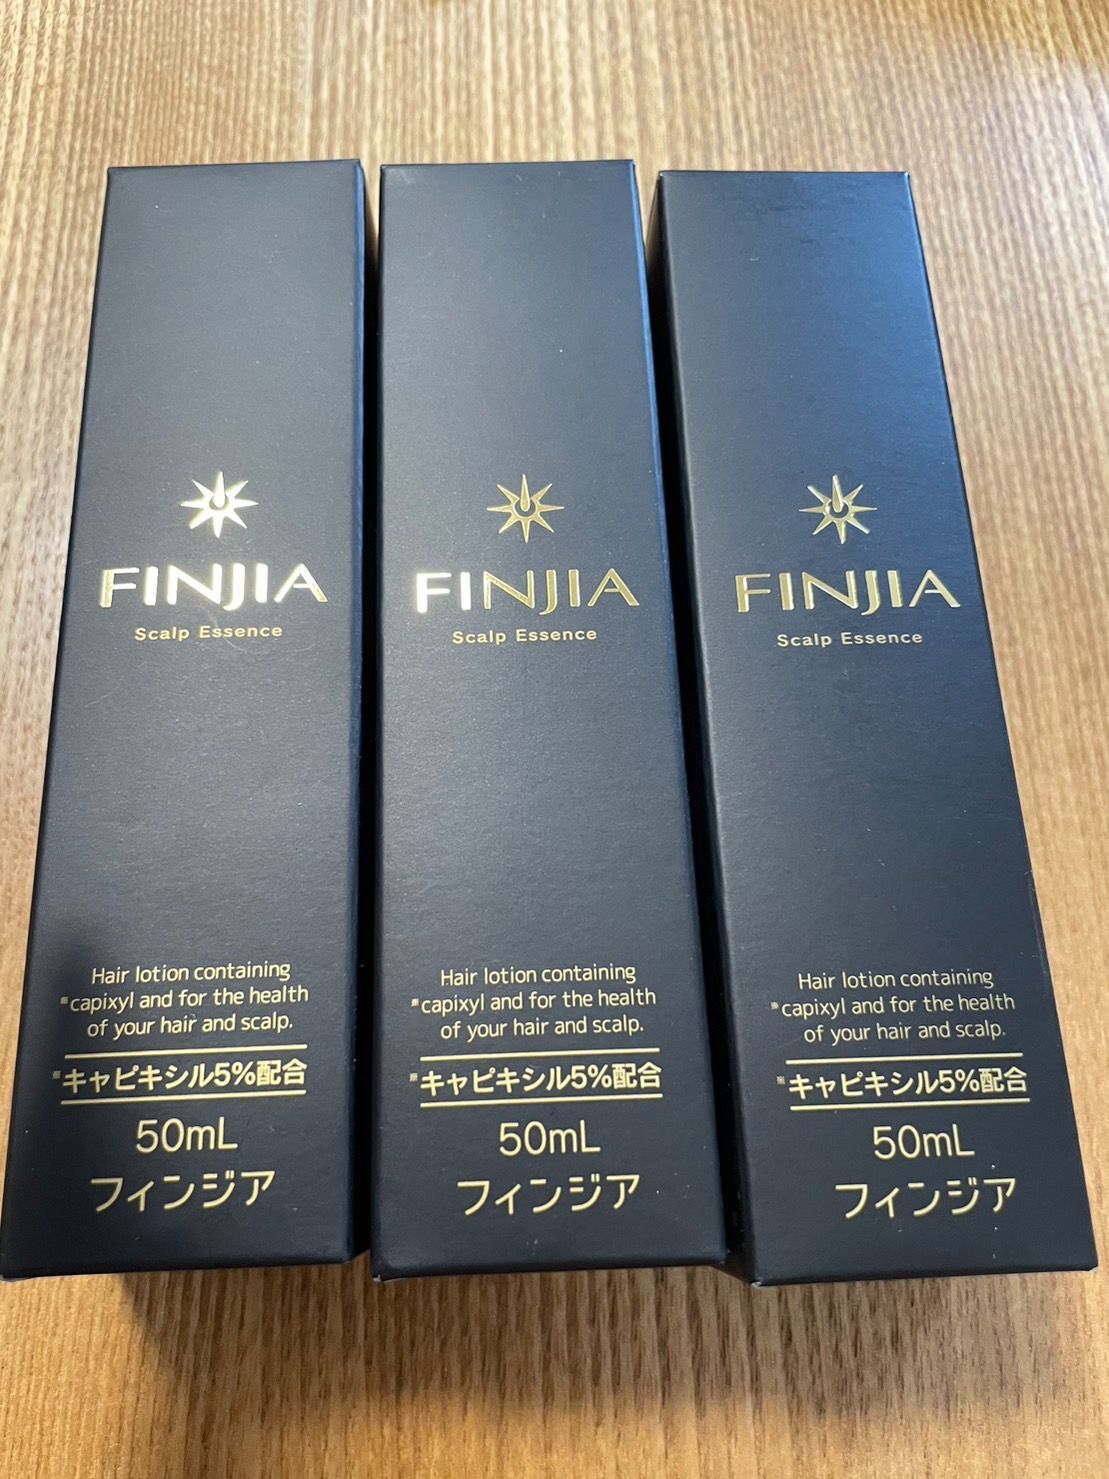 FINJIA
Scalp Essence
Hair lotion containing
※capixyl and for the health
of your hair and scalp.
※キャピキシル5%配合
50mL
フィンジア
FINJIA
Scalp Essence
Hair lotion containing
※capixyl and for the health
of your hair and scalp.
※キャピキシル5%配合
50mL
フィンジア
FINJIA
Scalp Essence
Hair lotion containing
※capixyl and for the health
of your hair and scalp.
※キャピキシル5%配合
50mL
フィンジア